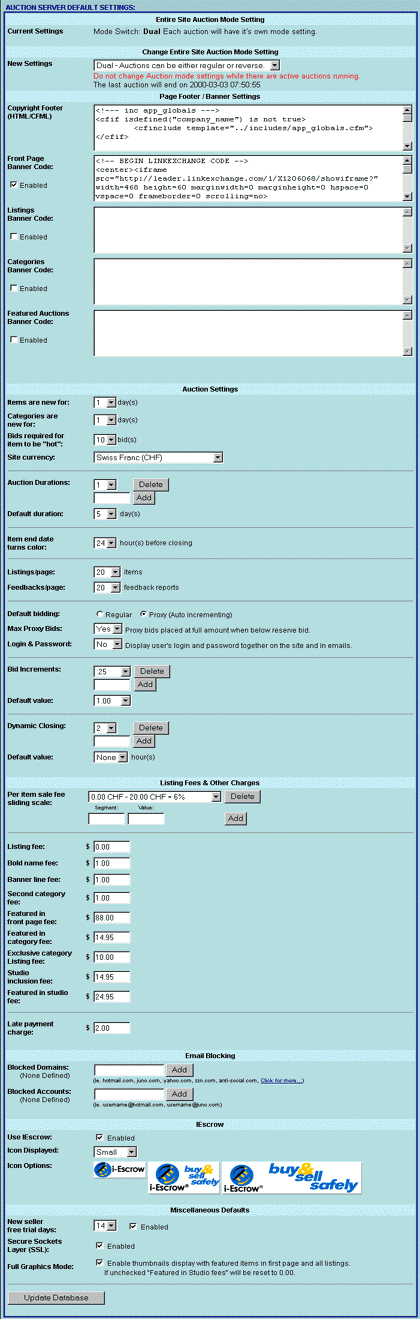 AUCTION SERVER DEFAULT SETTINGS:
Entire Site Auction Mode Setting
Current Settings Mode Switch: Dual Each auction will have it's own mode setting.
Change Entire Site Auction Mode Setting
New Settings Dual - Auctions can be either regular or reverse.
Do not change Auction mode settings while there are active auctions running.
The last auction will end on 2000-03-03 07:50:55
Page Footer / Banner Settings
Copyright Footer (HTML/CFML)
<!--- inc app_globals --->
<cfif isdefined("company_name") is not true>
<cfinclude template="../includes/app_globals.cfm">
</cfif>
Front Page Banner Code:
Enabled
<!-- BEGIN LINKEXCHANGE CODE -->
<center><iframe
src="http://leader.linkexchange.com/1/X1206068/showiframe?"
width=468 height=60 marginwidth=0 marginheight=0 hspace=0
vspace=0 frameborder=0 scrolling=no>
Listings Banner Code:
Enabled
Categories Banner Code:
Enabled
Featured Auctions Banner Code:
Enabled
Auction Settings
Items are new for: 1 day(s)
Categories are new for: 1 day(s)
Bids required for item to be "hot": 10 bid(s)
Site currency: Swiss Franc (CHF)
Auction Durations: 1 Delete
Add
Default duration: 5 day(s)
Item end date turns color: 24 hour(s) before closing
Listings/page: 20 items
Feedbacks/page: 20 feedback reports
Default bidding: Regular Proxy (Auto Incrementing)
Max Proxy Bids: Yes Proxy bids placed at full amount when below reserve bid.
Login & Password: No Display user's login and password together on the site and in emails.
Bid Increments: .25 Delete
Add
Default value: 1.00
Dynamic Closing: 2 Delete
Add
Default value: None hour(s)
Listing Fees & Other Charges
Per item sale fee sliding scale: 0.00 CHF - 20.00 CHF = 6% Delete
Segment: Value:
Add
Listing fee: $ 0.00
Bold name fee: $ 1.00
Banner line fee: $ 1.00
Second category fee: $ 1.00
Featured in front page fee: $ 88.00
Featured in category fee: $ 14.95
Exclusive category Listing fee: $ 10.00
Studio inclusion fee: $ 14.95
Featured in studio fee: $ 24.95
Late payment charge: $ 2.00
Email Blocking
Blocked Domains: Add
(None Defined) (ie. hotmail.com, juno.com, yahoo.com, zzn.com, anti-social.com, Click for more...)
Blocked Accounts: Add
(None Defined) (ie. username@hotmail.com, username@juno)
IEscrow
Use IEscrow: Enabled
Icon Displayed: Small
Icon Options: i-Escrow i-Escrow buy& sell safely i-Escrow buy& sell safely
Miscellaneous Defaults
New seller free trial days: 14 Enabled
Secure Sockets Layer (SSL): Enabled
Full Graphics Mode: Enable thumbnails display with featured items in first page and all listings.
If unchecked "Featured in Studio fees" will be reset to 0.00.
Update Database